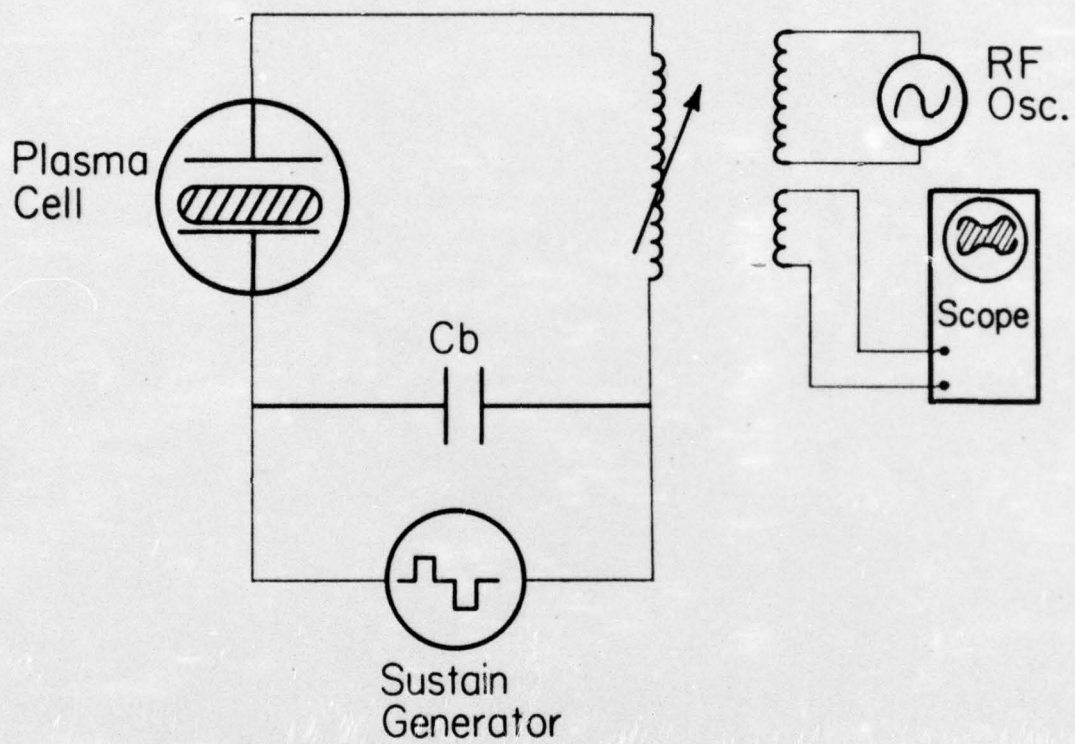 Plasma
Cell
RF
Osc.
Scope
Cb
Sustain
Generator